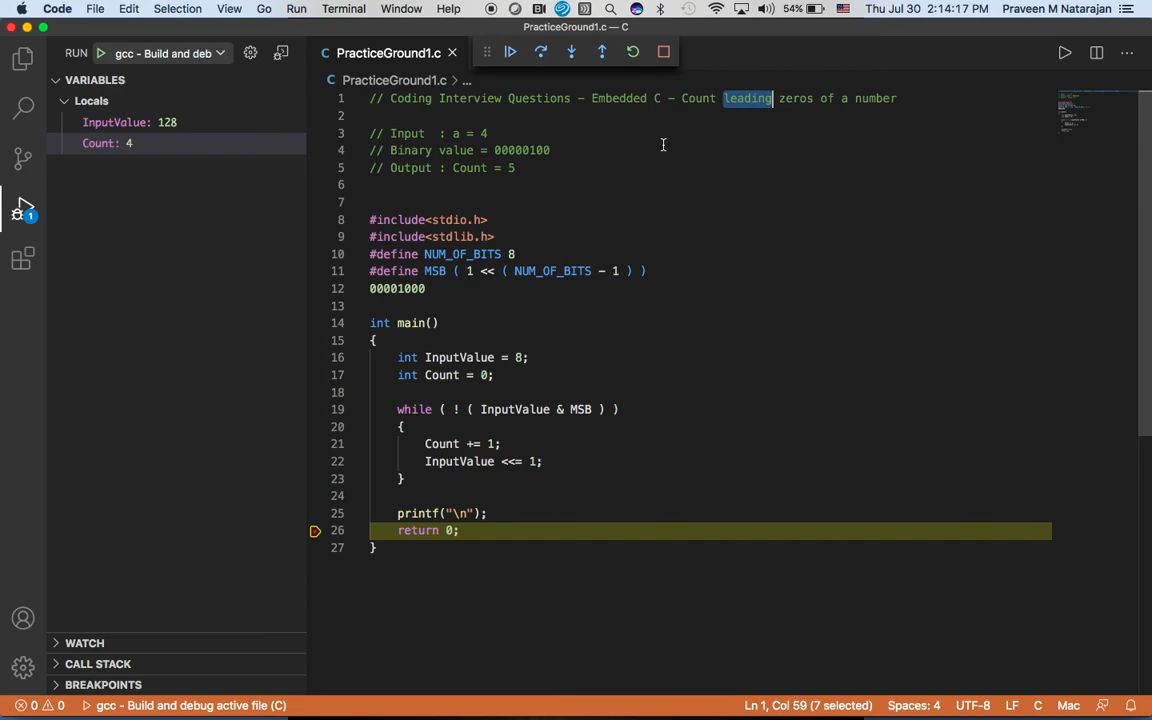 Code File Edit Selection View Go Run Terminal Window Help 54% Thu Jul 30 2:14:17 PM Praveen M Natarajan
PracticeGround1.c — C
RUN gcc - Build and deb
PracticeGround1.c
VARIABLES
PracticeGround1.c > ...
Locals
InputValue: 128
Count: 4
1 // Coding Interview Questions - Embedded C - Count leading zeros of a number
2
3 // Input : a = 4
4 // Binary value = 00000100
5 // Output : Count = 5
6
7
8 #include<stdio.h>
9 #include<stdlib.h>
10 #define NUM_OF_BITS 8
11 #define MSB ( 1 << ( NUM_OF_BITS - 1 ) )
12 00001000
13
14 int main()
15 {
16 int InputValue = 8;
17 int Count = 0;
18
19 while ( ! ( InputValue & MSB ) )
20 {
21 Count += 1;
22 InputValue <<= 1;
23 }
24
25 printf("\n");
26 return 0;
27 }
1
WATCH
CALL STACK
BREAKPOINTS
0 0 gcc - Build and debug active file (C) Ln 1, Col 59 (7 selected) Spaces: 4 UTF-8 LF C Mac